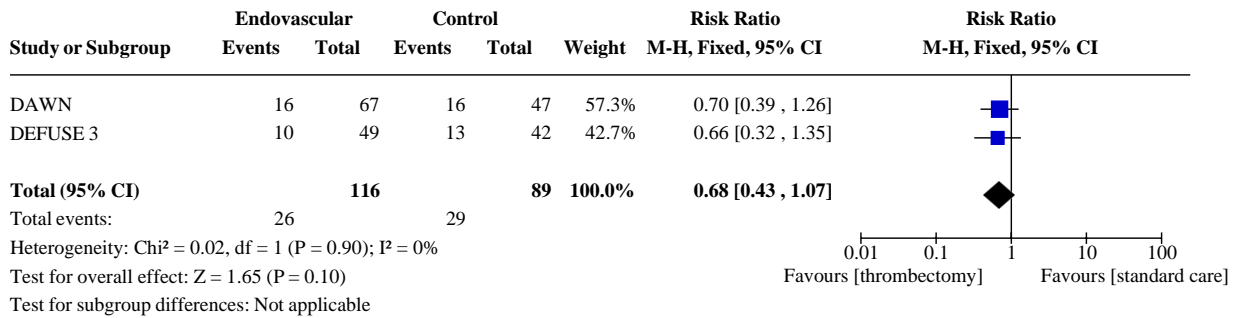 Endovascular Control Risk Ratio Risk Ratio
Study or Subgroup Events Total Events Total Weight M-H, Fixed, 95% CI M-H, Fixed, 95% CI
DAWN 16 67 16 47 57.3% 0.70 [0.39 , 1.26]
DEFUSE 3 10 49 13 42 42.7% 0.66 [0.32 , 1.35]
Total (95% CI) 116 89 100.0% 0.68 [0.43 , 1.07]
Total events: 26 29
Heterogeneity: Chi² = 0.02, df = 1 (P = 0.90); I² = 0%
0.01 0.1 1 10 100
Test for overall effect: Z = 1.65 (P = 0.10)
Favours [thrombectomy] Favours [standard care]
Test for subgroup differences: Not applicable